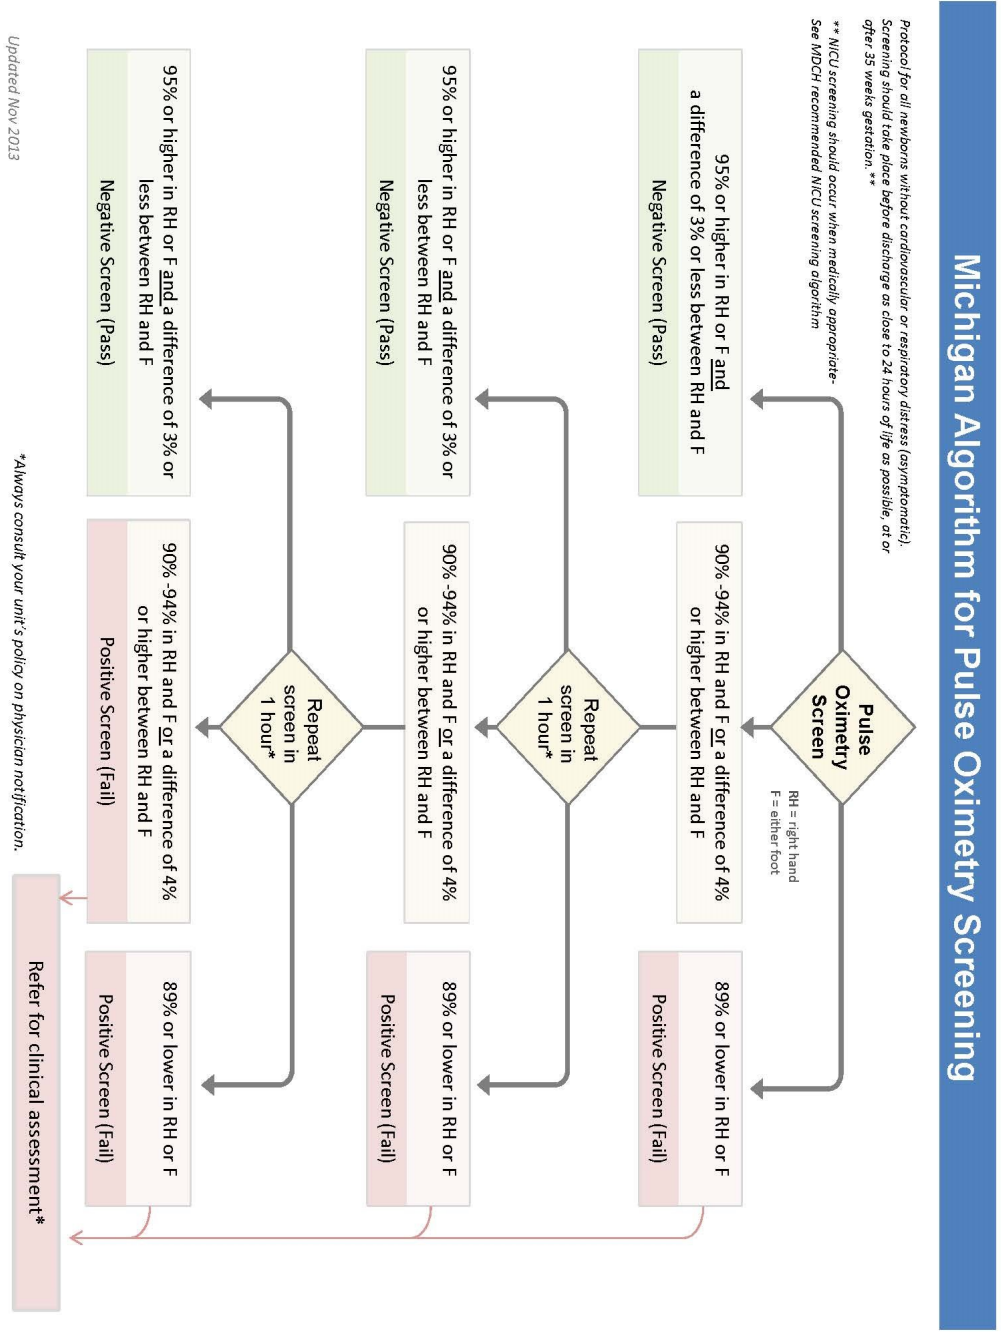 Michigan Algorithm for Pulse Oximetry Screening
Protocol for all newborns without cardiovascular or respiratory distress (asymptomatic).
Screening should take place before discharge as close to 24 hours of life as possible, at or
after 35 weeks gestation.**
** NICU screening should occur when medically appropriate-
See MDCH recommended NICU screening algorithm
Pulse
Oximetry
Screen
RH = right hand
F = either foot
95% or higher in RH or F and
a difference of 3% or less between RH and F
Negative Screen (Pass)
90% -94% in RH and F or a difference of 4%
or higher between RH and F
89% or lower in RH or F
Positive Screen (Fail)
Repeat
screen in
1 hour*
95% or higher in RH or F and a difference of 3% or
less between RH and F
Negative Screen (Pass)
90% -94% in RH and F or a difference of 4%
or higher between RH and F
89% or lower in RH or F
Positive Screen (Fail)
Repeat
screen in
1 hour*
95% or higher in RH or F and a difference of 3% or
less between RH and F
Negative Screen (Pass)
90% -94% in RH and F or a difference of 4%
or higher between RH and F
Positive Screen (Fail)
89% or lower in RH or F
Positive Screen (Fail)
Refer for clinical assessment*
*Always consult your unit's policy on physician notification.
Updated Nov 2013